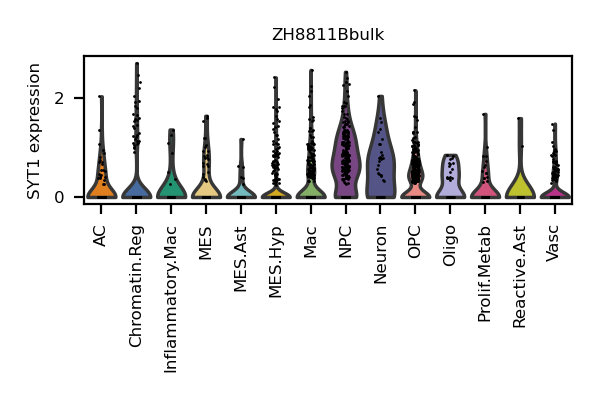 ZH8811Bbulk
SYT1 expression
2
0
AC
Chromatin.Reg
Inflammatory.Mac
MES
MES.Ast
MES.Hyp
Mac
NPC
Neuron
OPC
Oligo
Prolif.Metab
Reactive.Ast
Vasc